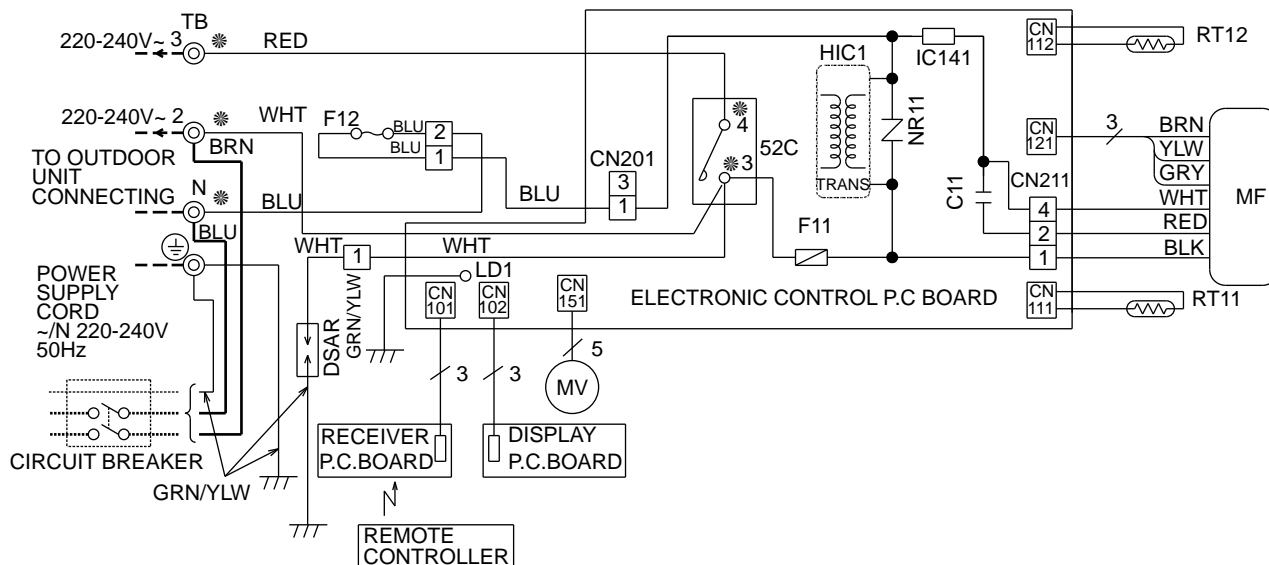 TB
220-240V~ 3
RED
220-240V~ 2
WHT
BRN
TO OUTDOOR
UNIT
CONNECTING
N
BLU
BLU
POWER
SUPPLY
CORD
~/N 220-240V
50Hz
CIRCUIT BREAKER
GRN/YLW
F12
BLU
BLU
2
1
BLU
CN201
3
1
WHT
1
WHT
GRN/YLW
DSAR
LD1
4
3
52C
HIC1
TRANS
NR11
IC141
F11
C11
CN211
4
2
1
CN
112
RT12
CN
121
3
BRN
YLW
GRY
WHT
RED
BLK
MF
CN
111
RT11
ELECTRONIC CONTROL P.C BOARD
CN
101
CN
102
CN
151
3
3
5
MV
RECEIVER
P.C.BOARD
DISPLAY
P.C.BOARD
REMOTE
CONTROLLER